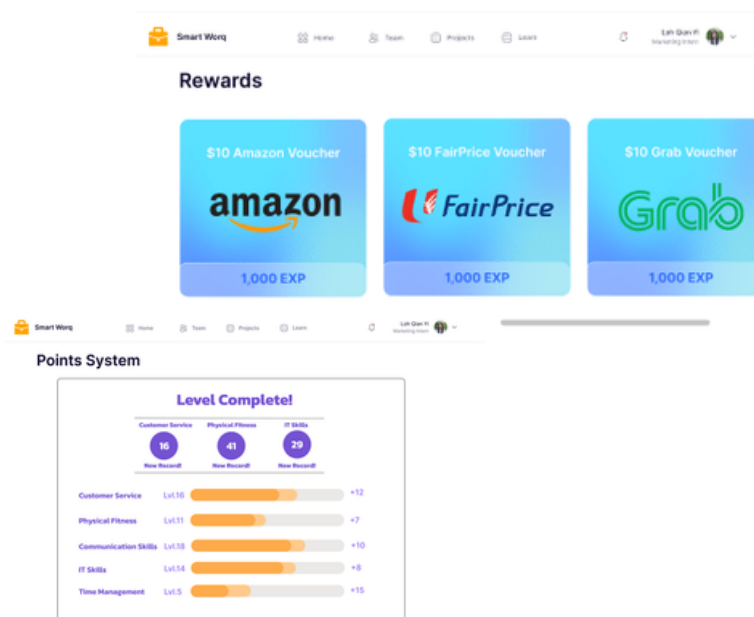 Smart Worq
Home
Team
Projects
Learn
Loh Qian Yi
Marketing Intern
Rewards
$10 Amazon Voucher
amazon
1,000 EXP
$10 FairPrice Voucher
FairPrice
1,000 EXP
$10 Grab Voucher
Grab
1,000 EXP
Smart Worq
Home
Team
Projects
Learn
Loh Qian Yi
Marketing Intern
Points System
Level Complete!
Customer Service
16
New Record!
Physical Fitness
41
New Record!
IT Skills
29
New Record!
Customer Service Lvl.16 +12
Physical Fitness Lvl.11 +7
Communication Skills Lvl.18 +10
IT Skills Lvl.14 +8
Time Management Lvl.5 +15